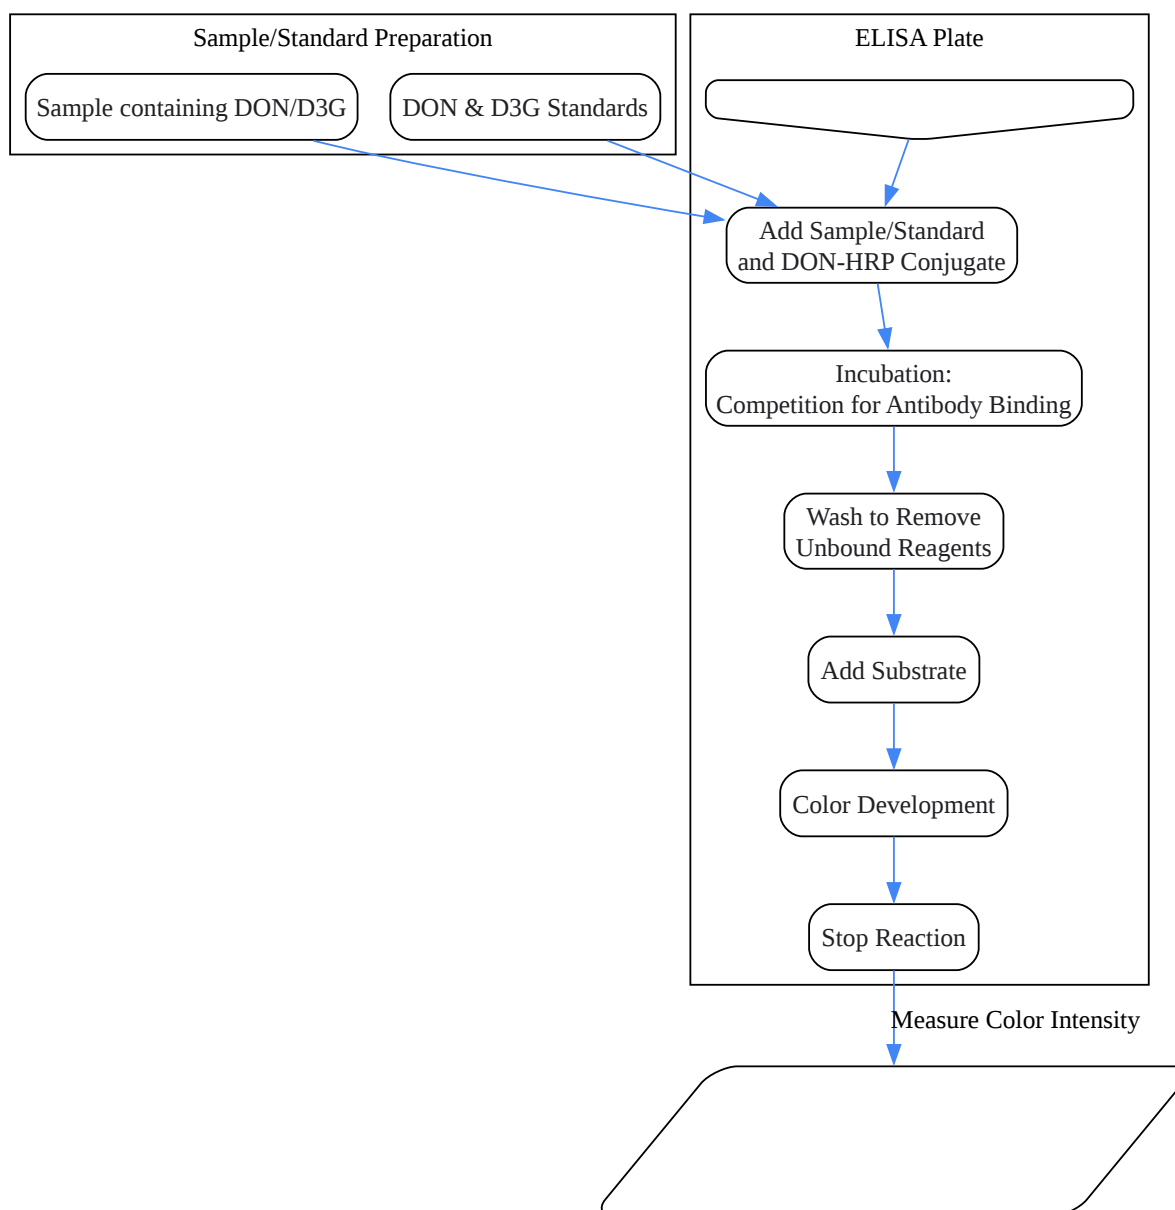 Sample/Standard Preparation
Sample containing DON/D3G
DON & D3G Standards
ELISA Plate
Add Sample/Standard
and DON-HRP Conjugate
Incubation:
Competition for Antibody Binding
Wash to Remove
Unbound Reagents
Add Substrate
Color Development
Stop Reaction
Measure Color Intensity